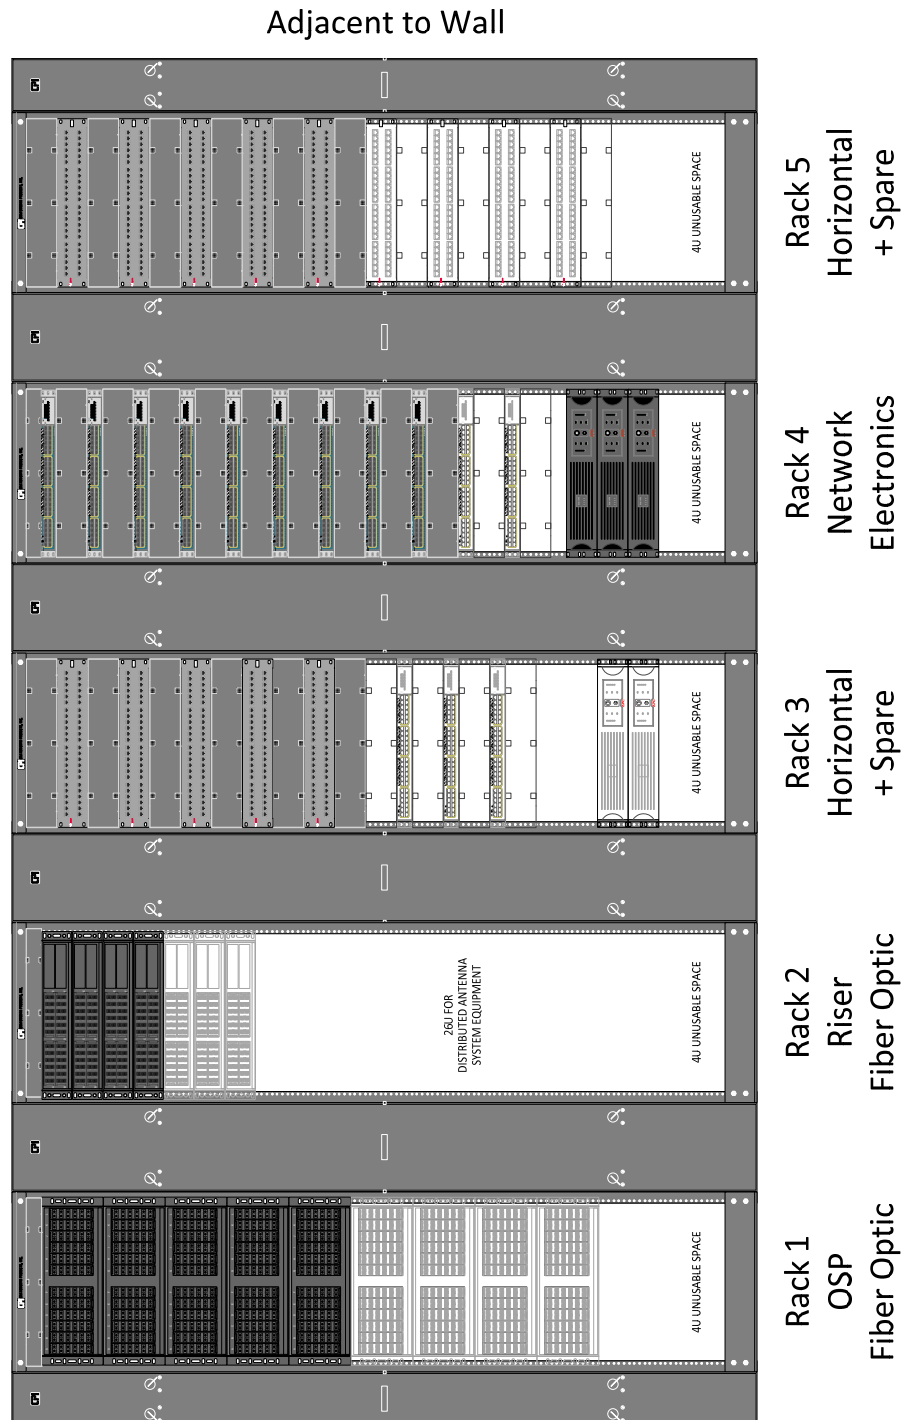 Adjacent to Wall
4U UNUSABLE SPACE
Rack 5
Horizontal
+ Spare
4U UNUSABLE SPACE
Rack 4
Network
Electronics
4U UNUSABLE SPACE
Rack 3
Horizontal
+ Spare
26U FOR
DISTRIBUTED ANTENNA
SYSTEM EQUIPMENT
4U UNUSABLE SPACE
Rack 2
Riser
Fiber Optic
4U UNUSABLE SPACE
Rack 1
OSP
Fiber Optic